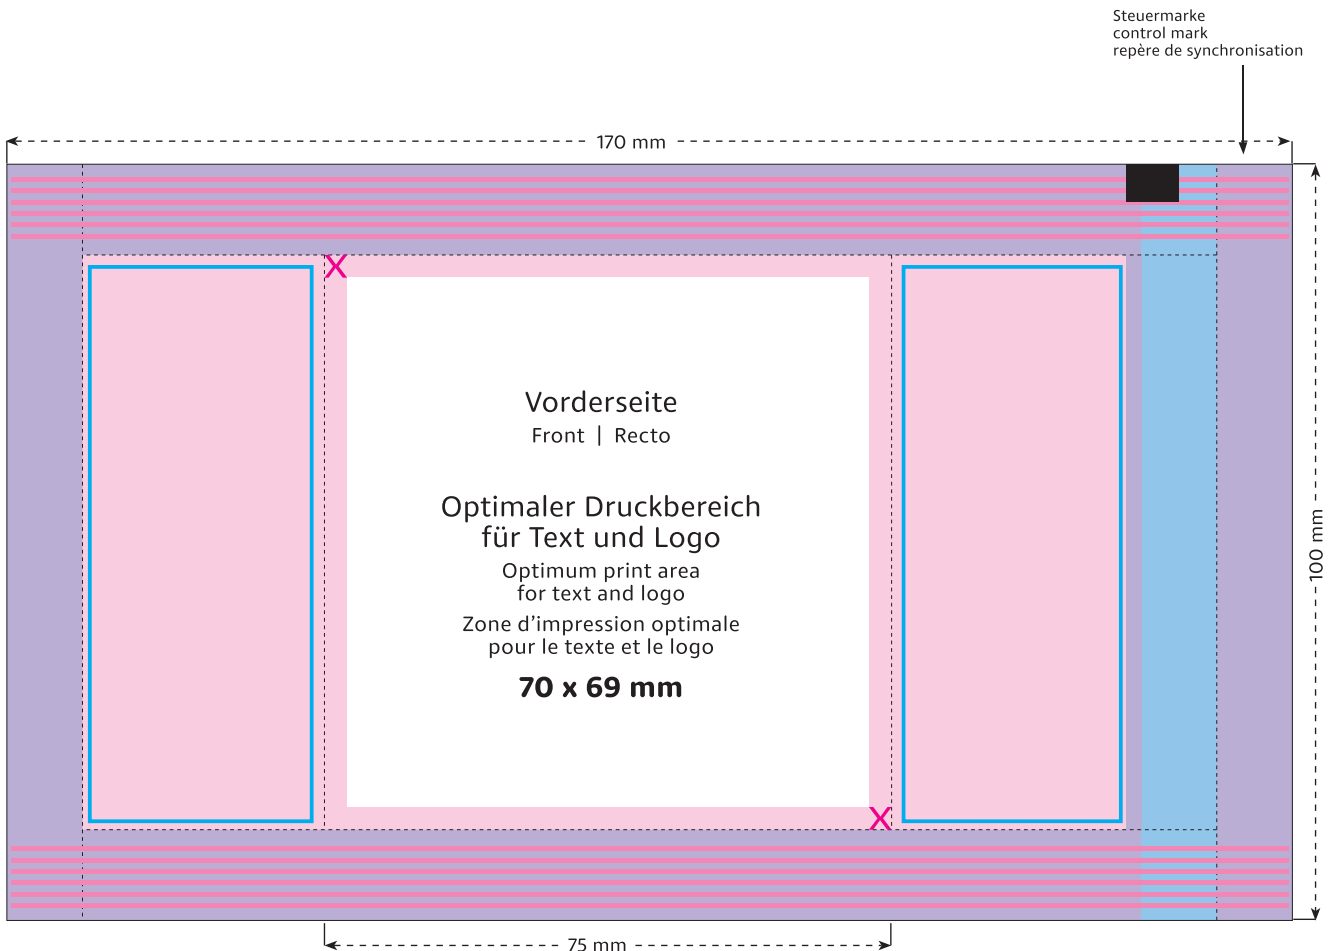 Steuermarke
control mark
repère de synchronisation
170 mm
X
Vorderseite
Front | Recto
Optimaler Druckbereich
für Text und Logo
Optimum print area
for text and logo
Zone d’impression optimale
pour le texte et le logo
70 x 69 mm
100 mm
X
75 mm